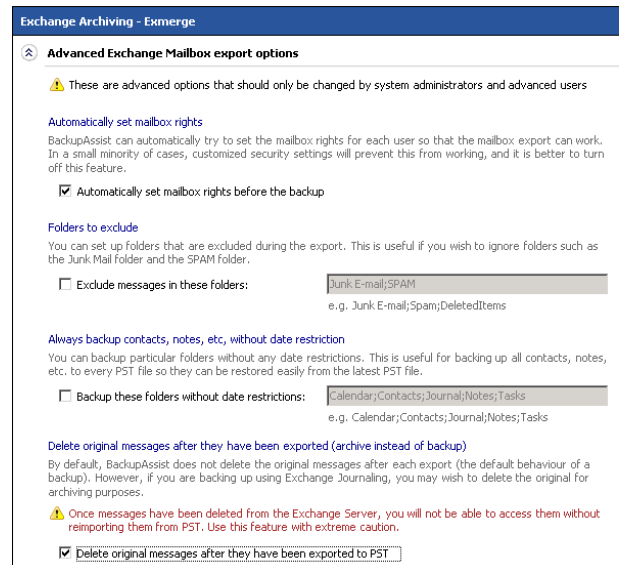 Exchange Archiving - Exmerge
Advanced Exchange Mailbox export options
These are advanced options that should only be changed by system administrators and advanced users
Automatically set mailbox rights
BackupAssist can automatically try to set the mailbox rights for each user so that the mailbox export can work.
In a small minority of cases, customized security settings will prevent this from working, and it is better to turn
off this feature.
Automatically set mailbox rights before the backup
Folders to exclude
You can set up folders that are excluded during the export. This is useful if you wish to ignore folders such as
the Junk Mail folder and the SPAM folder.
Exclude messages in these folders:
Junk E-mail;SPAM
e.g. Junk E-mail;Spam;DeletedItems
Always backup contacts, notes, etc, without date restriction
You can backup particular folders without any date restrictions. This is useful for backing up all contacts, notes,
etc. to every PST file so they can be restored easily from the latest PST file.
Backup these folders without date restrictions:
Calendar;Contacts;Journal;Notes;Tasks
e.g. Calendar;Contacts;Journal;Notes;Tasks
Delete original messages after they have been exported (archive instead of backup)
By default, BackupAssist does not delete the original messages after each export (the default behaviour of a
backup). However, if you are backing up using Exchange Journaling, you may wish to delete the original for
archiving purposes.
Once messages have been deleted from the Exchange Server, you will not be able to access them without
reimporting them from PST. Use this feature with extreme caution.
Delete original messages after they have been exported to PST